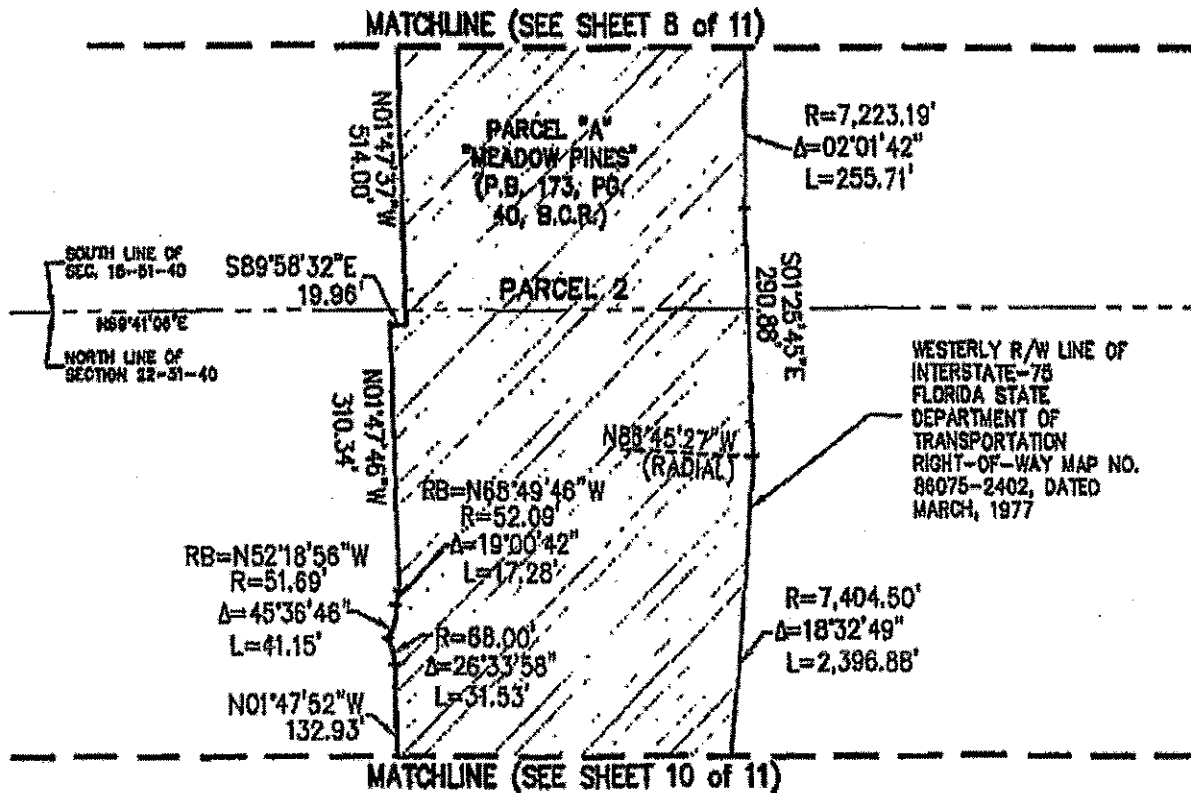 MATCHLINE (SEE SHEET 8 of 11)
N01°47'37"W
514.00'
PARCEL "A"
"MEADOW PINES"
(P.B. 173, PG.
40, B.C.R.)
R=7,223.19'
Δ=02°01'42"
L=255.71'
SOUTH LINE OF
SEC. 15-51-40
N89°41'06"E
NORTH LINE OF
SECTION 22-51-40
S89°58'32"E
19.96'
PARCEL 2
S01°25'45"E
290.88'
WESTERLY R/W LINE OF
INTERSTATE-75
FLORIDA STATE
DEPARTMENT OF
TRANSPORTATION
RIGHT-OF-WAY MAP NO.
86075-2402, DATED
MARCH, 1977
N01°47'46"W
310.34'
N88°45'27"W
(RADIAL)
RB=N68°49'46"W
R=52.09'
Δ=19°00'42"
L=17.28'
RB=N52°18'56"W
R=51.69'
Δ=45°36'46"
L=41.15'
R=68.00'
Δ=26°33'58"
L=31.53'
R=7,404.50'
Δ=18°32'49"
L=2,396.88'
N01°47'52"W
132.93'
MATCHLINE (SEE SHEET 10 of 11)